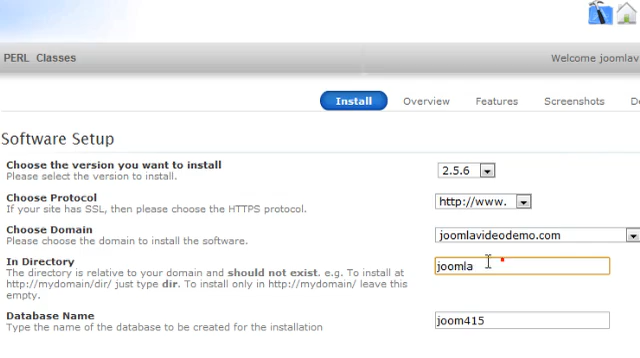 PERL Classes
Welcome joomlav
Install Overview Features Screenshots
Software Setup
Choose the version you want to install
Please select the version to install.
2.5.6
Choose Protocol
If your site has SSL, then please choose the HTTPS protocol.
http://www.
Choose Domain
Please choose the domain to install the software.
joomlavideodemo.com
In Directory
The directory is relative to your domain and should not exist. e.g. To install at
http://mydomain/dir/ just type dir. To install only in http://mydomain/ leave this
empty.
joomla
Database Name
Type the name of the database to be created for the installation
joom415